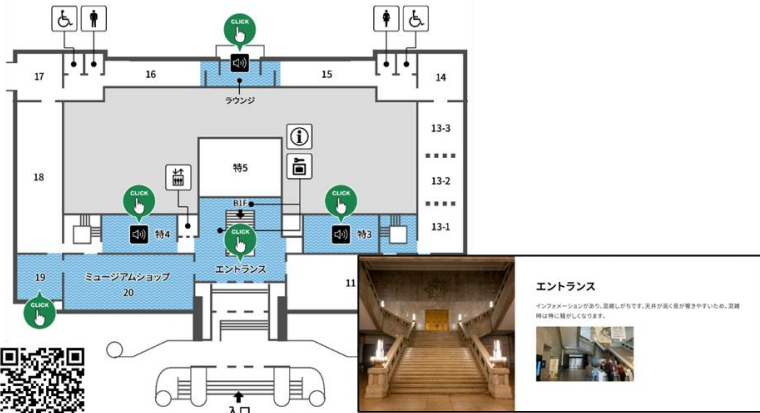 CLICK
17
16
15
14
ラウンジ
13-3
18
特5
13-2
B1F
CLICK
CLICK
特4
CLICK
特3
13-1
エントランス
19
ミュージアムショップ
20
11
CLICK
入口
エントランス
インフォメーションがあり、混雑しがちです。天井が高く音が響きやすいため、混雑
時は特に騒がしくなります。